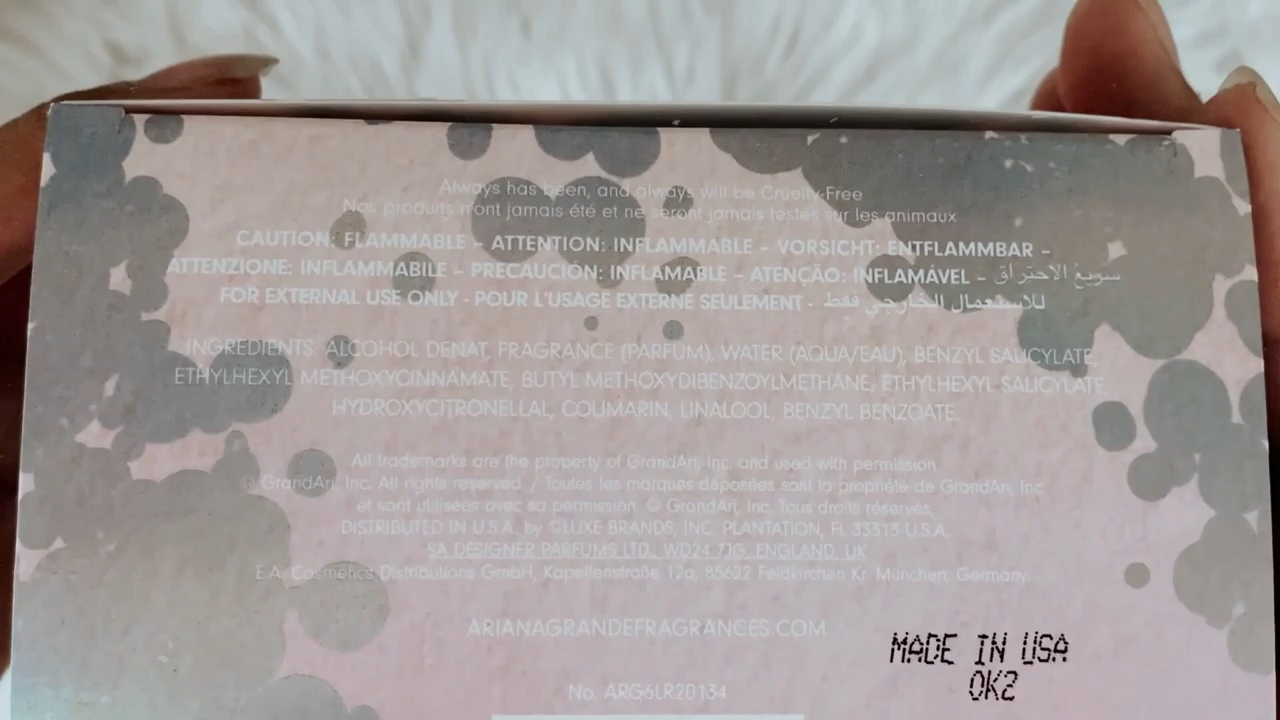 Always has been, and always will be Cruelty-Free
Nos produits n'ont jamais été et ne seront jamais testés sur les animaux
CAUTION: FLAMMABLE - ATTENTION: INFLAMMABLE - VORSICHT: ENTFLAMMBAR -
ATTENZIONE: INFLAMMABILE - PRECAUCIÓN: INFLAMABLE - ATENÇÃO: INFLAMÁVEL - سريع الاحتراق
FOR EXTERNAL USE ONLY - POUR L'USAGE EXTERNE SEULEMENT - للاستعمال الخارجي فقط
INGREDIENTS: ALCOHOL DENAT, FRAGRANCE (PARFUM), WATER (AQUA/EAU), BENZYL SALICYLATE,
ETHYLHEXYL METHOXYCINNAMATE, BUTYL METHOXYDIBENZOYLMETHANE, ETHYLHEXYL SALICYLATE
HYDROXYCITRONELLAL, COUMARIN, LINALOOL, BENZYL BENZOATE.
All trademarks are the property of GrandAri, Inc. and used with permission
© GrandAri, Inc. All rights reserved. / Toutes les marques déposées sont la propriété de GrandAri, Inc
et sont utilisées avec sa permission. © GrandAri, Inc. Tous droits réservés.
DISTRIBUTED IN U.S.A. by ©LUXE BRANDS, INC. PLANTATION, FL 33313 U.S.A.
SA DESIGNER PARFUMS LTD., WD24 7JG, ENGLAND, UK
E.A. Cosmetics Distributions GmbH, Kapellenstraße 12a, 85622 Feldkirchen Kr. München, Germany.
ARIANAGRANDEFRAGRANCES.COM
MADE IN USA
0K2
No. ARG6LR20134